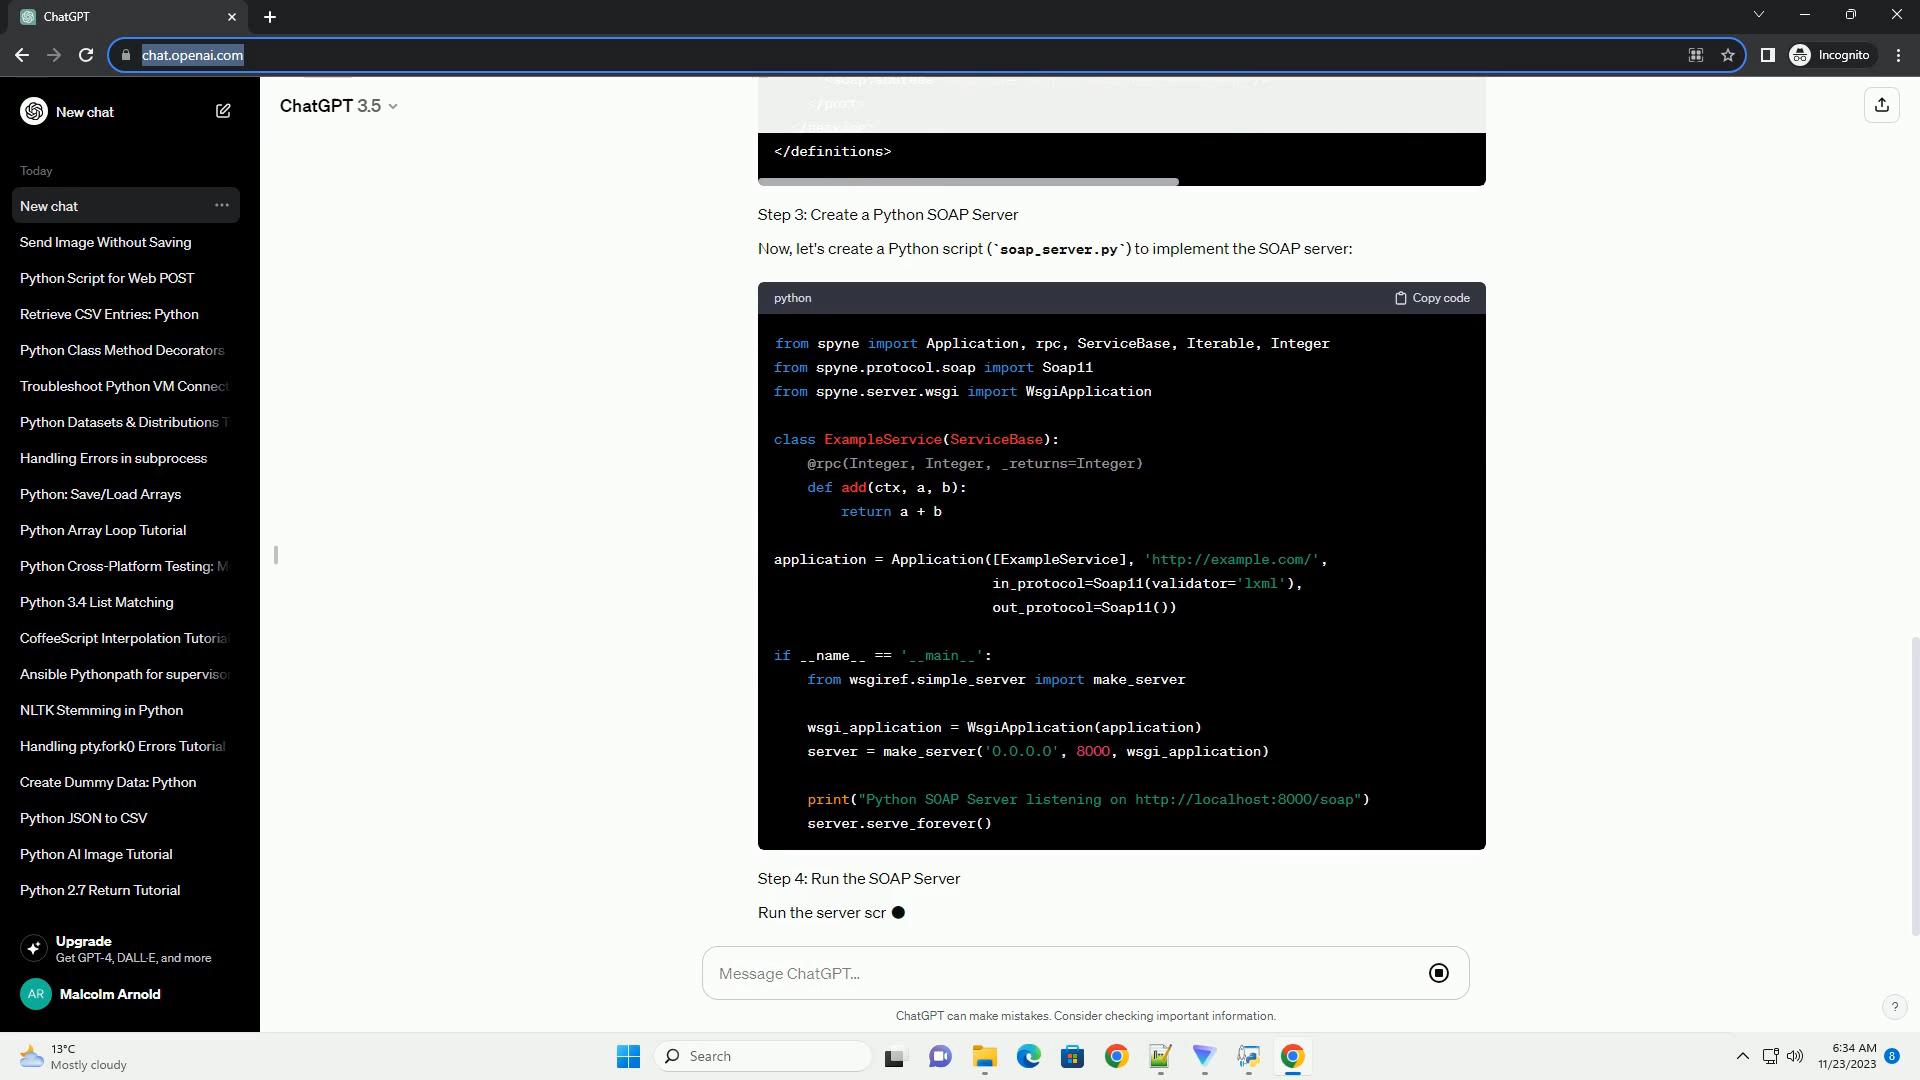 ChatGPT
chat.openai.com
Incognito
New chat
Today
New chat
Send Image Without Saving
Python Script for Web POST
Retrieve CSV Entries: Python
Python Class Method Decorators
Troubleshoot Python VM Connect
Python Datasets & Distributions T
Handling Errors in subprocess
Python: Save/Load Arrays
Python Array Loop Tutorial
Python Cross-Platform Testing: M
Python 3.4 List Matching
CoffeeScript Interpolation Tutorial
Ansible Pythonpath for supervisor
NLTK Stemming in Python
Handling pty.fork() Errors Tutorial
Create Dummy Data: Python
Python JSON to CSV
Python AI Image Tutorial
Python 2.7 Return Tutorial
Upgrade
Get GPT-4, DALL·E, and more
AR
Malcolm Arnold
ChatGPT 3.5
</port>
</definitions>
Step 3: Create a Python SOAP Server
Now, let's create a Python script (`soap_server.py`) to implement the SOAP server:
python
Copy code
from spyne import Application, rpc, ServiceBase, Iterable, Integer
from spyne.protocol.soap import Soap11
from spyne.server.wsgi import WsgiApplication
class ExampleService(ServiceBase):
@rpc(Integer, Integer, _returns=Integer)
def add(ctx, a, b):
return a + b
application = Application([ExampleService], 'http://example.com/',
in_protocol=Soap11(validator='lxml'),
out_protocol=Soap11())
if __name__ == '__main__':
from wsgiref.simple_server import make_server
wsgi_application = WsgiApplication(application)
server = make_server('0.0.0.0', 8000, wsgi_application)
print("Python SOAP Server listening on http://localhost:8000/soap")
server.serve_forever()
Step 4: Run the SOAP Server
Run the server scr
Message ChatGPT...
ChatGPT can make mistakes. Consider checking important information.
?
13°C
Mostly cloudy
Search
6:34 AM
11/23/2023
8